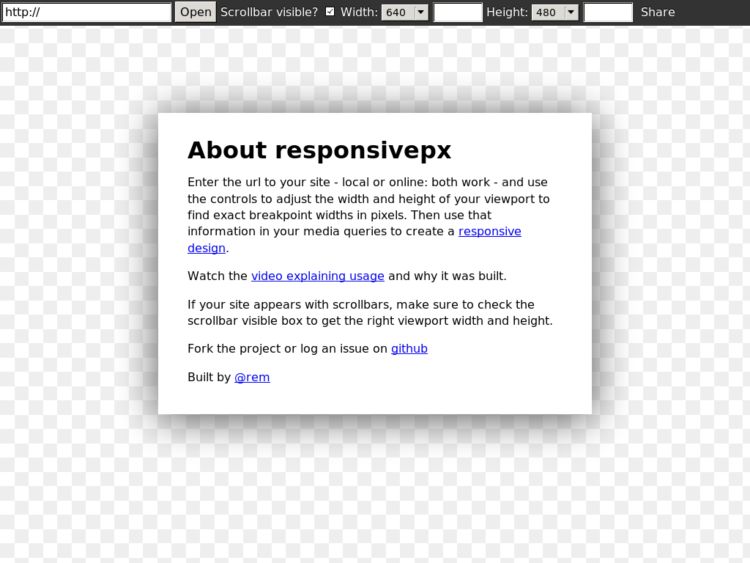 http:// Open Scrollbar visible? Width: 640 Height: 480 Share
About responsivepx
Enter the url to your site - local or online: both work - and use
the controls to adjust the width and height of your viewport to
find exact breakpoint widths in pixels. Then use that
information in your media queries to create a responsive
design.
Watch the video explaining usage and why it was built.
If your site appears with scrollbars, make sure to check the
scrollbar visible box to get the right viewport width and height.
Fork the project or log an issue on github
Built by @rem